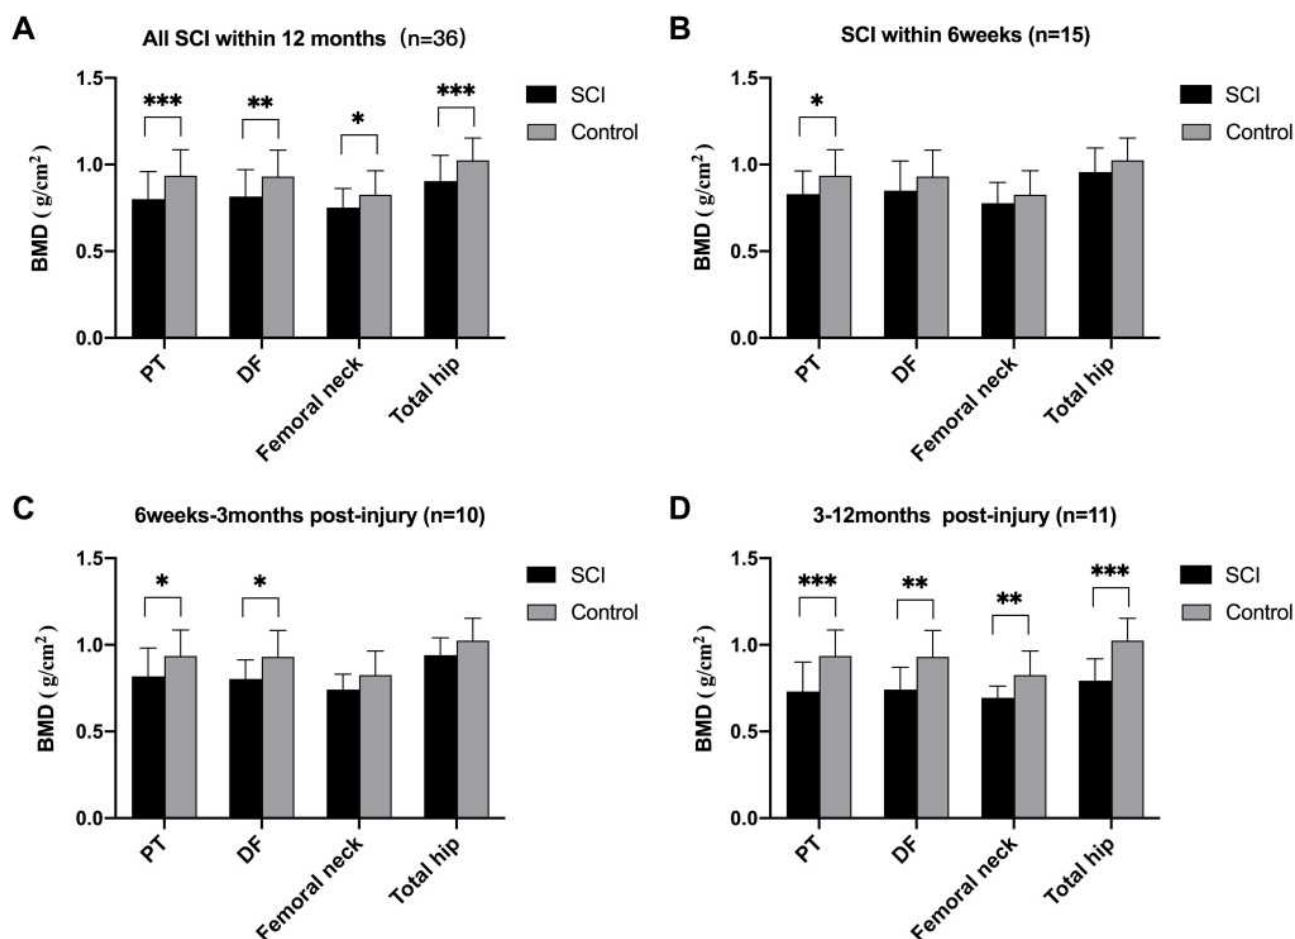 A
All SCI within 12 months (n=36)
BMD ( g/cm²)
1.5
1.0
0.5
0.0
***
**
*
***
SCI
Control
PT
DF
Femoral neck
Total hip
B
SCI within 6weeks (n=15)
BMD ( g/cm²)
1.5
1.0
0.5
0.0
*
SCI
Control
PT
DF
Femoral neck
Total hip
C
6weeks-3months post-injury (n=10)
BMD ( g/cm²)
1.5
1.0
0.5
0.0
*
*
SCI
Control
PT
DF
Femoral neck
Total hip
D
3-12months post-injury (n=11)
BMD ( g/cm²)
1.5
1.0
0.5
0.0
***
**
**
***
SCI
Control
PT
DF
Femoral neck
Total hip